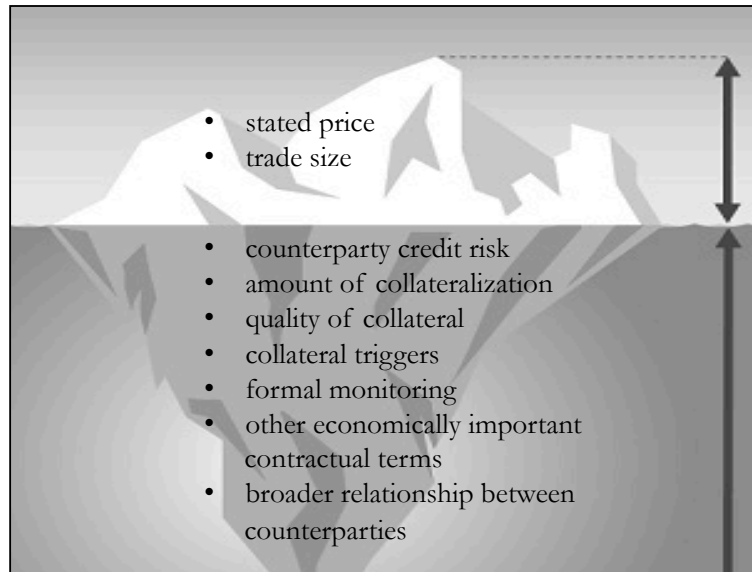 • stated price
• trade size
• counterparty credit risk
• amount of collateralization
• quality of collateral
• collateral triggers
• formal monitoring
• other economically important
contractual terms
• broader relationship between
counterparties